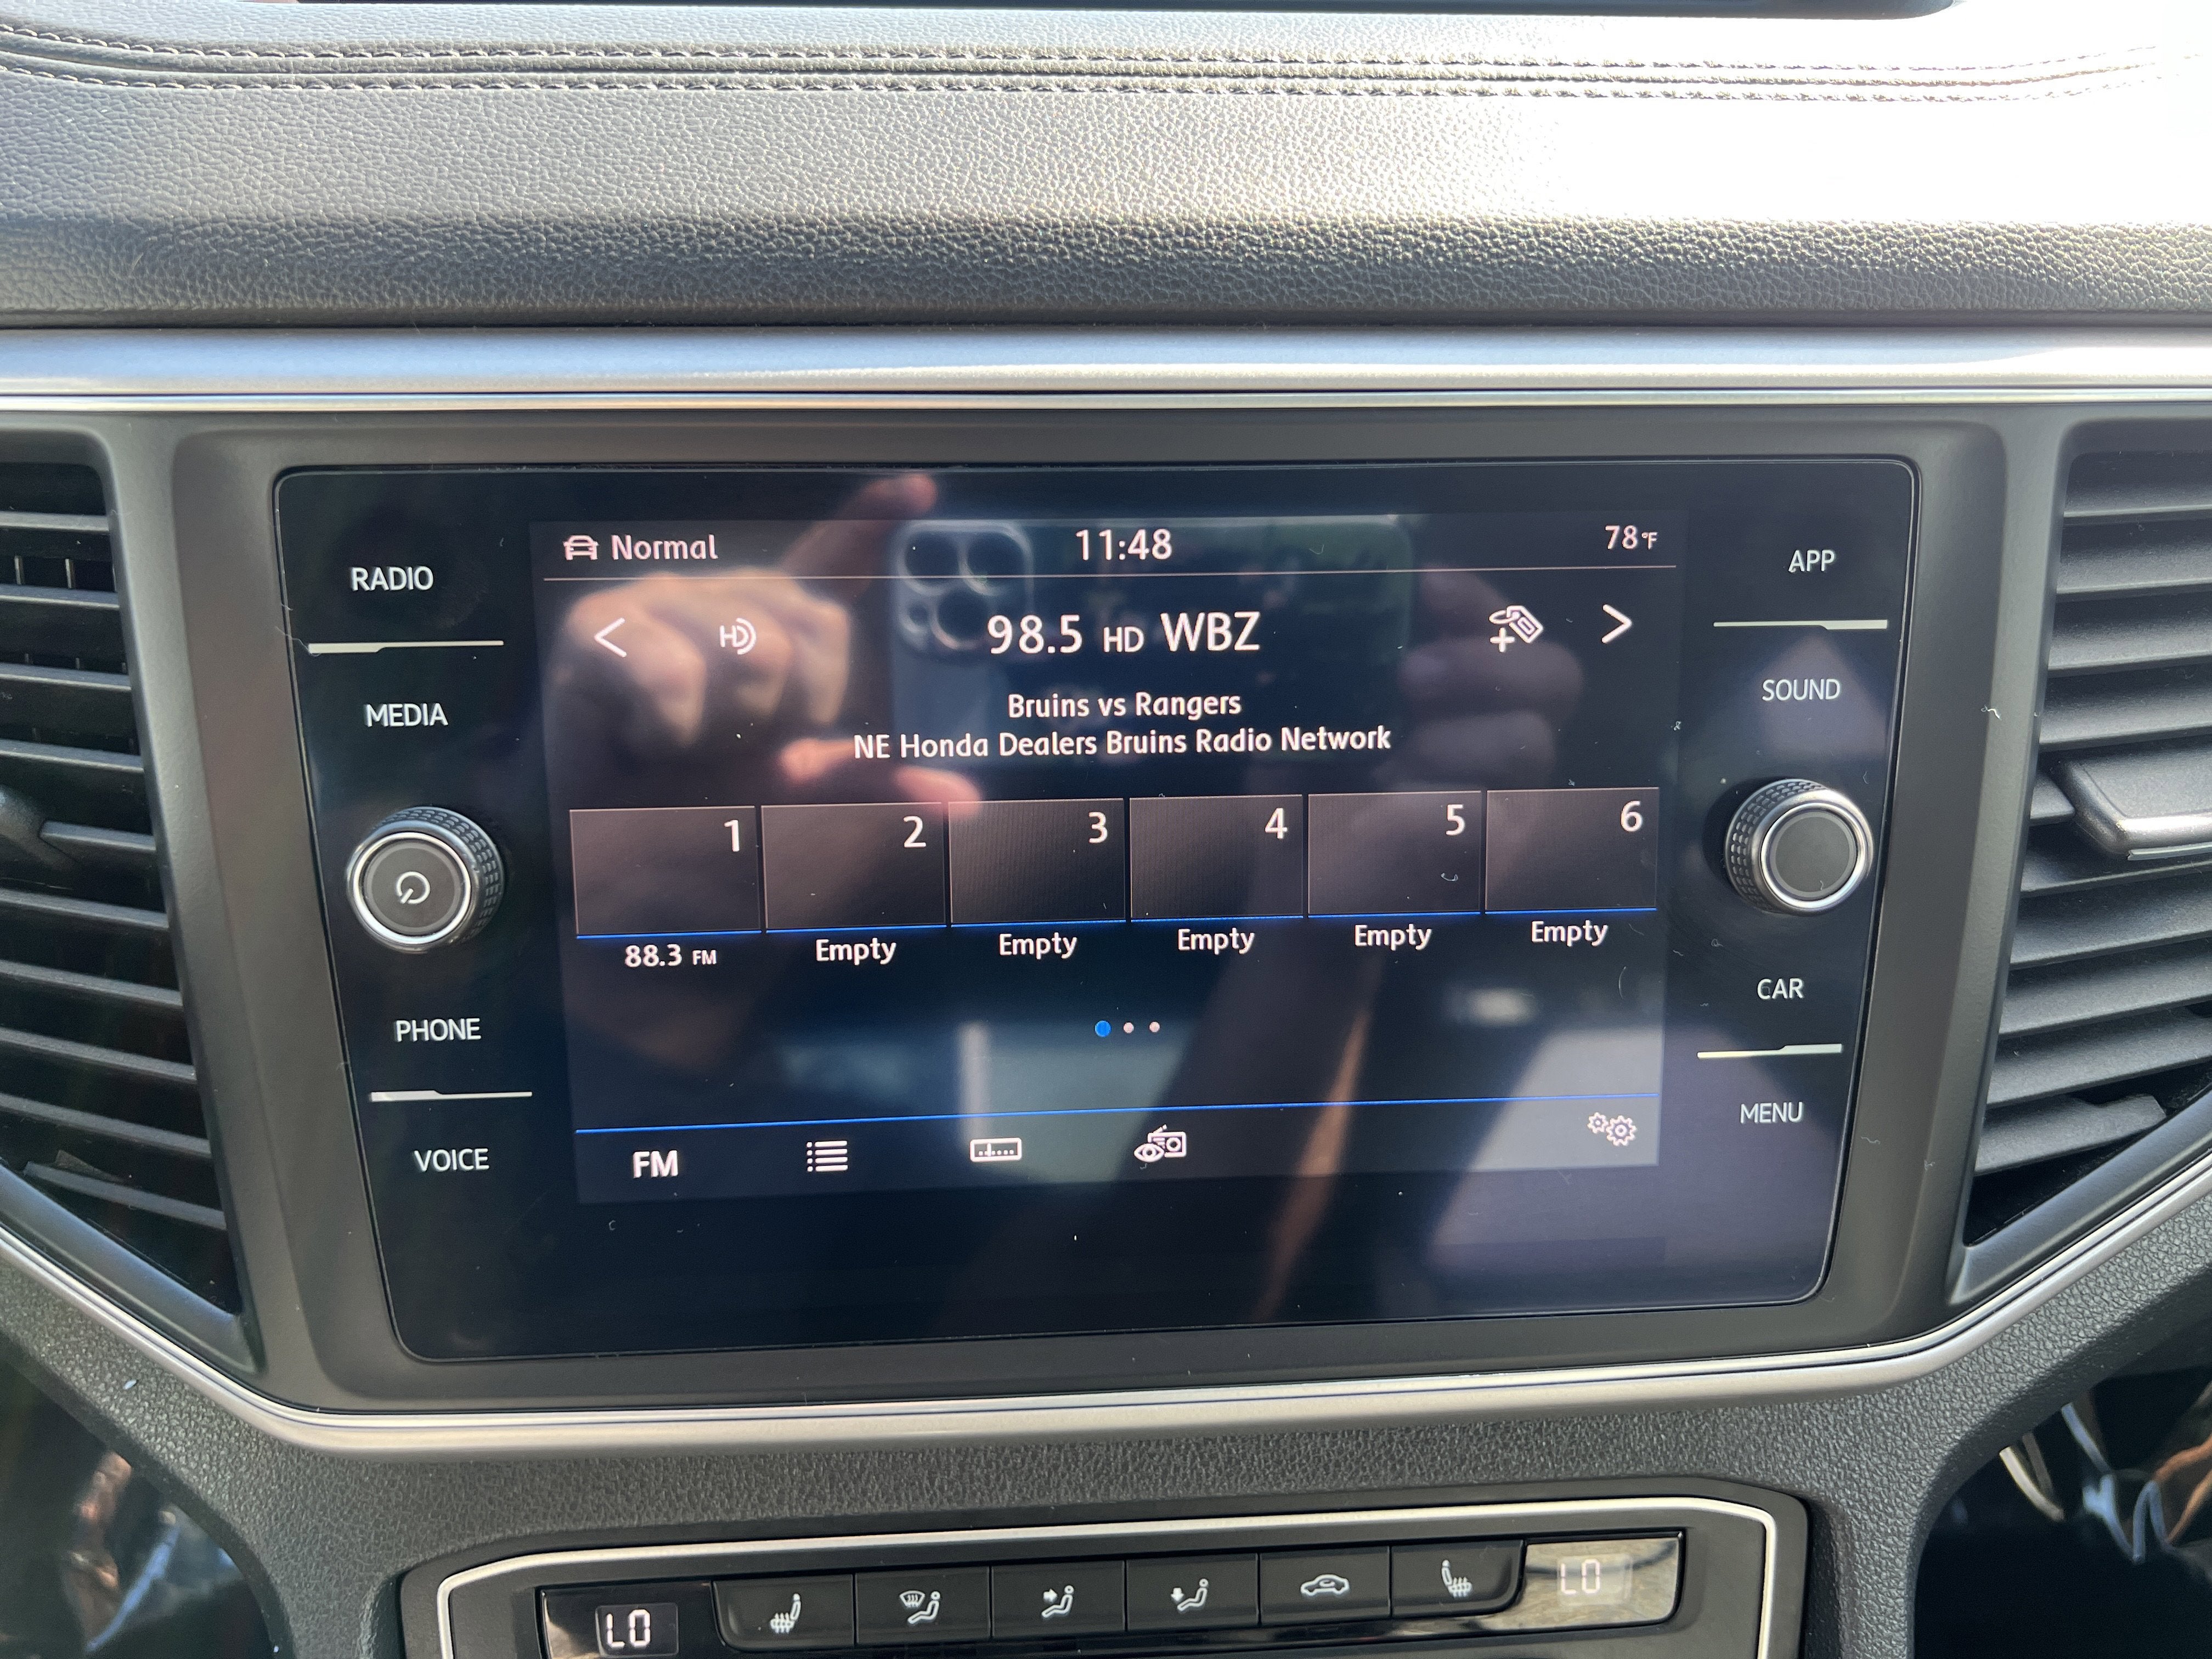 Normal 11:48 78°F
RADIO
APP
HD 98.5 HD WBZ
MEDIA
SOUND
Bruins vs Rangers
NE Honda Dealers Bruins Radio Network
1 2 3 4 5 6
88.3 FM Empty Empty Empty Empty Empty
PHONE
CAR
VOICE
MENU
FM
LO LO